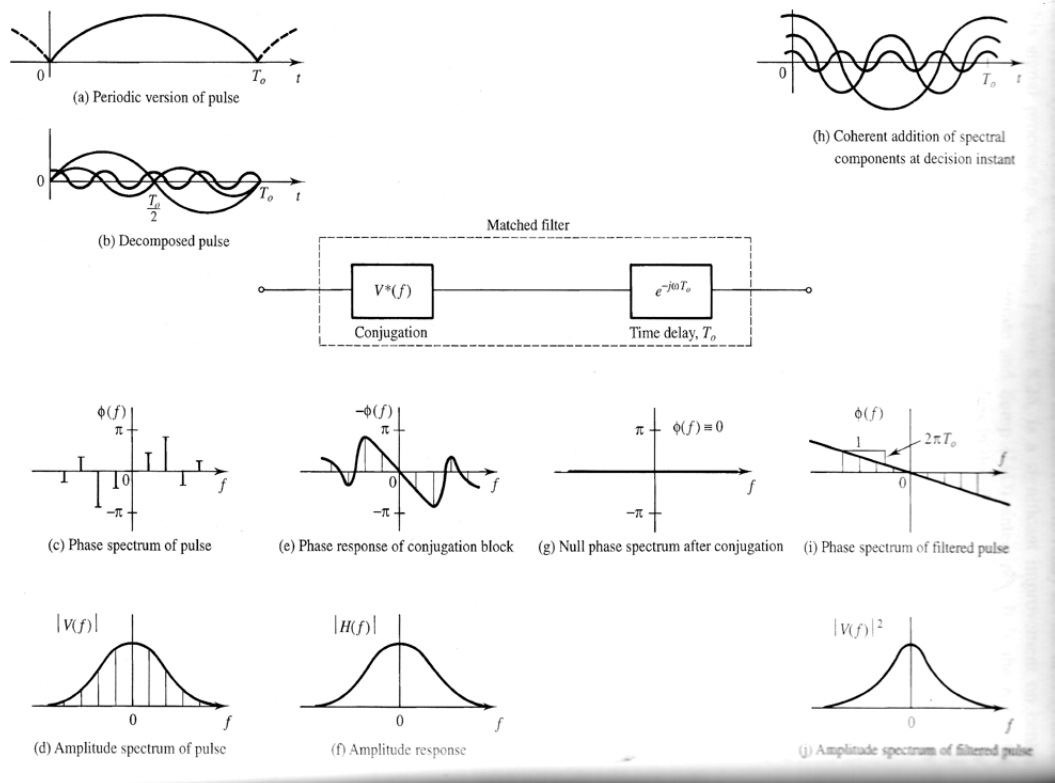 0
T_o
t
(a) Periodic version of pulse
0
T_o
t
(h) Coherent addition of spectral
components at decision instant
0
T_o/2
T_o
t
(b) Decomposed pulse
Matched filter
V*(f)
e^{-jωT_o}
Conjugation
Time delay, T_o
ϕ(f)
π
0
-π
f
(c) Phase spectrum of pulse
-ϕ(f)
π
0
-π
f
(e) Phase response of conjugation block
π
ϕ(f) ≡ 0
-π
f
(g) Null phase spectrum after conjugation
ϕ(f)
1
2πT_o
0
f
(i) Phase spectrum of filtered pulse
|V(f)|
0
f
(d) Amplitude spectrum of pulse
|H(f)|
0
f
(f) Amplitude response
|V(f)|²
0
f
(j) Amplitude spectrum of filtered pulse